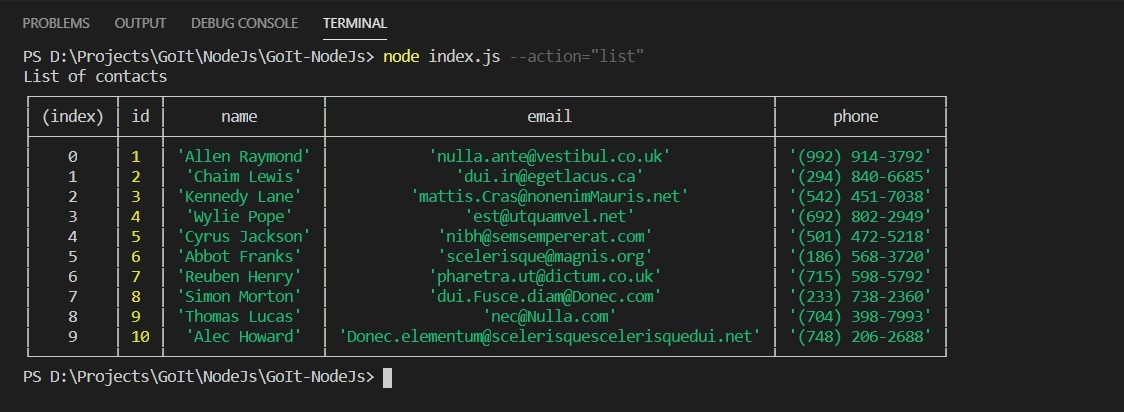 PROBLEMS OUTPUT DEBUG CONSOLE TERMINAL
PS D:\Projects\GoIt\NodeJs\GoIt-NodeJs> node index.js --action="list"
List of contacts
(index) id name email phone
0 1 'Allen Raymond' 'nulla.ante@vestibul.co.uk' '(992) 914-3792'
1 2 'Chaim Lewis' 'dui.in@egetlacus.ca' '(294) 840-6685'
2 3 'Kennedy Lane' 'mattis.Cras@nonenimMauris.net' '(542) 451-7038'
3 4 'Wylie Pope' 'est@utquamvel.net' '(692) 802-2949'
4 5 'Cyrus Jackson' 'nibh@semsempererat.com' '(501) 472-5218'
5 6 'Abbot Franks' 'scelerisque@magnis.org' '(186) 568-3720'
6 7 'Reuben Henry' 'pharetra.ut@dictum.co.uk' '(715) 598-5792'
7 8 'Simon Morton' 'dui.Fusce.diam@Donec.com' '(233) 738-2360'
8 9 'Thomas Lucas' 'nec@Nulla.com' '(704) 398-7993'
9 10 'Alec Howard' 'Donec.elementum@scelerisquescelerisquedui.net' '(748) 206-2688'
PS D:\Projects\GoIt\NodeJs\GoIt-NodeJs>